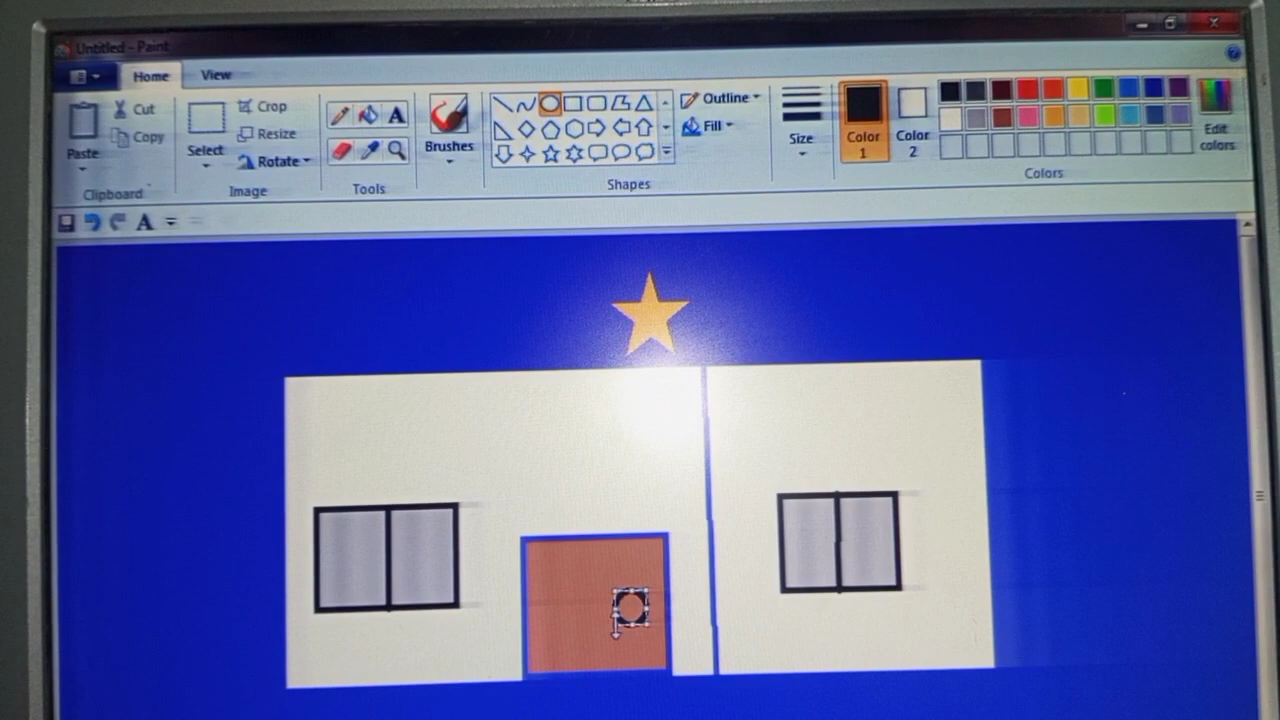 Untitled - Paint
Home View
Cut
Copy
Paste
Clipboard
Crop
Resize
Rotate
Select
Image
A
Tools
Brushes
Outline
Fill
Shapes
Size
Color 1
Color 2
Edit colors
Colors
A